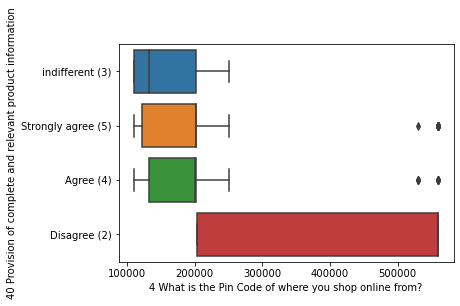 40 Provision of complete and relevant product information
indifferent (3)
Strongly agree (5)
Agree (4)
Disagree (2)
100000 200000 300000 400000 500000
4 What is the Pin Code of where you shop online from?